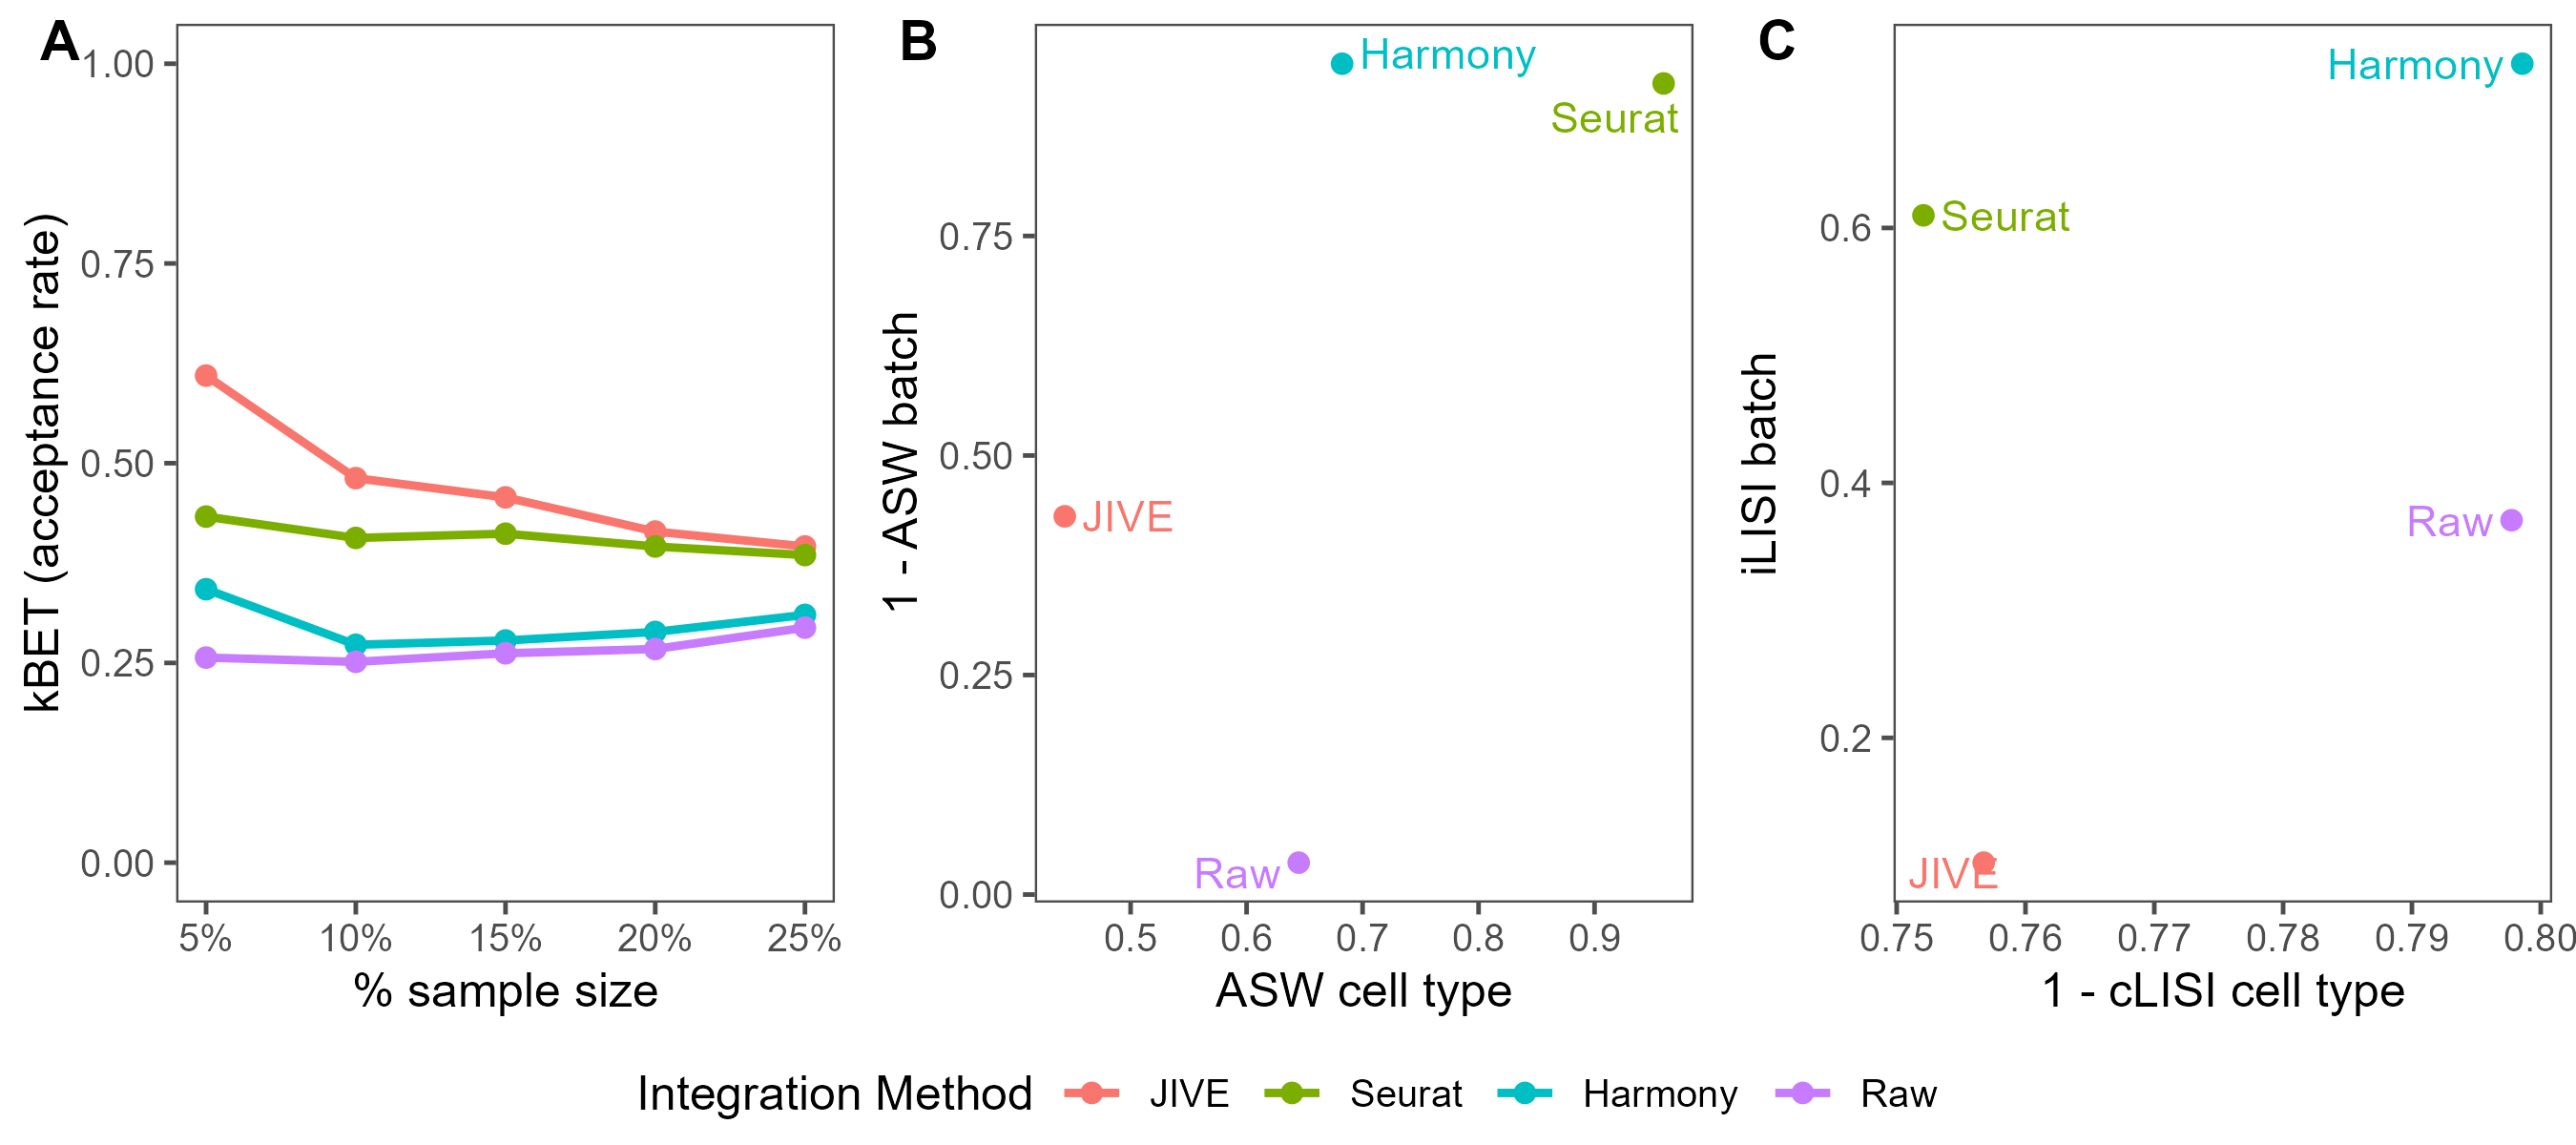 A
1.00
0.75
0.50
0.25
0.00
kBET (acceptance rate)
5% 10% 15% 20% 25%
% sample size
B
0.75
0.50
0.25
0.00
1 - ASW batch
Harmony
Seurat
JIVE
Raw
0.5 0.6 0.7 0.8 0.9
ASW cell type
C
0.6
0.4
0.2
iLISI batch
Harmony
Seurat
Raw
JIVE
0.75 0.76 0.77 0.78 0.79 0.80
1 - cLISI cell type
Integration Method JIVE Seurat Harmony Raw